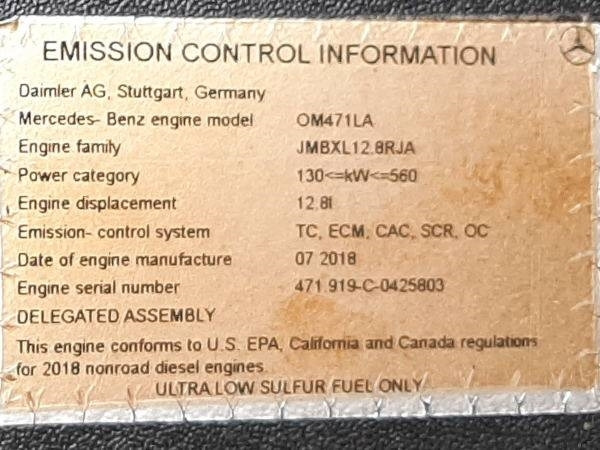 EMISSION CONTROL INFORMATION
Daimler AG, Stuttgart, Germany
Mercedes- Benz engine model OM471LA
Engine family JMBXL12.8RJA
Power category 130<=kW<=560
Engine displacement 12.8l
Emission- control system TC, ECM, CAC, SCR, OC
Date of engine manufacture 07 2018
Engine serial number 471.919-C-0425803
DELEGATED ASSEMBLY
This engine conforms to U.S. EPA, California and Canada regulations
for 2018 nonroad diesel engines.
ULTRA LOW SULFUR FUEL ONLY